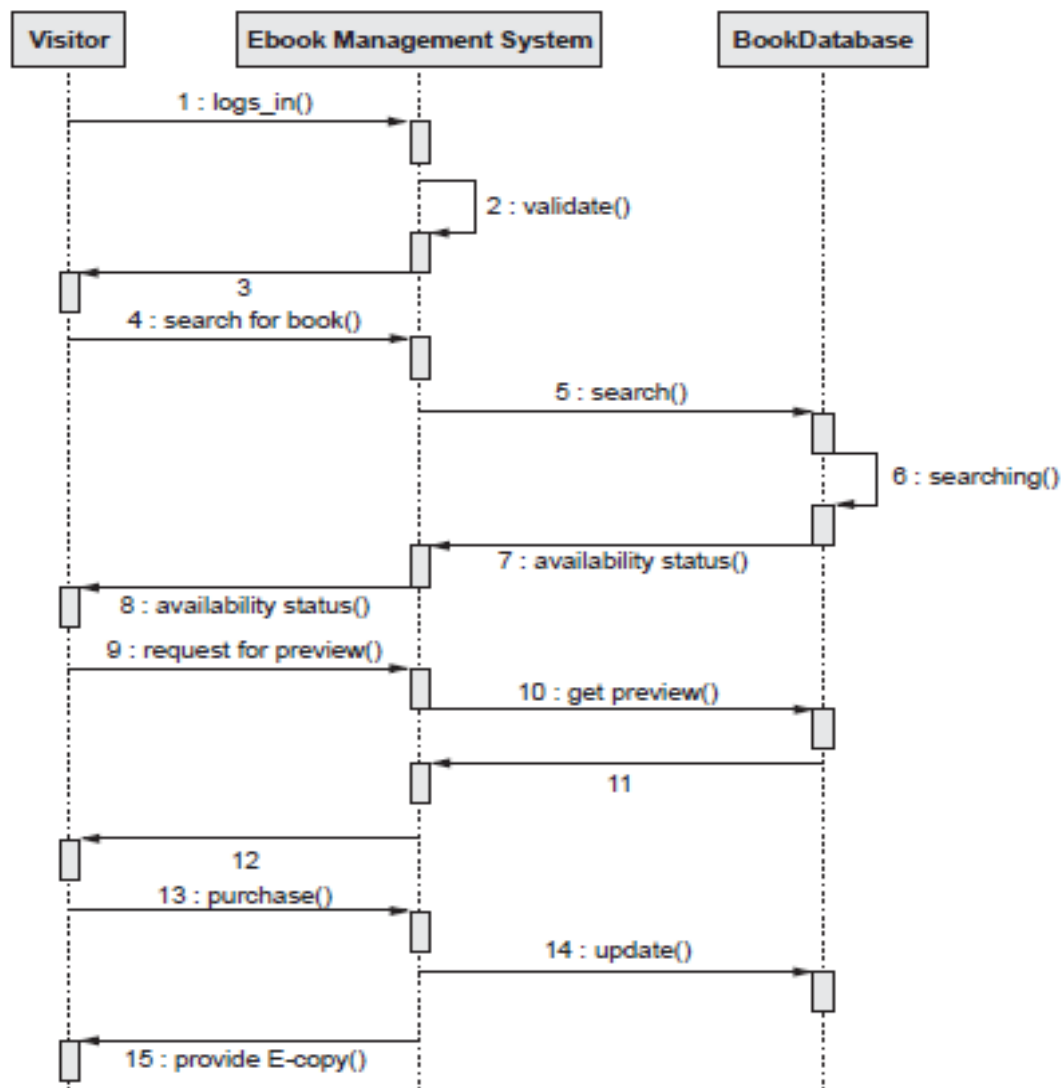 Visitor
Ebook Management System
BookDatabase
1 : logs_in()
2 : validate()
3
4 : search for book()
5 : search()
6 : searching()
7 : availability status()
8 : availability status()
9 : request for preview()
10 : get preview()
11
12
13 : purchase()
14 : update()
15 : provide E-copy()